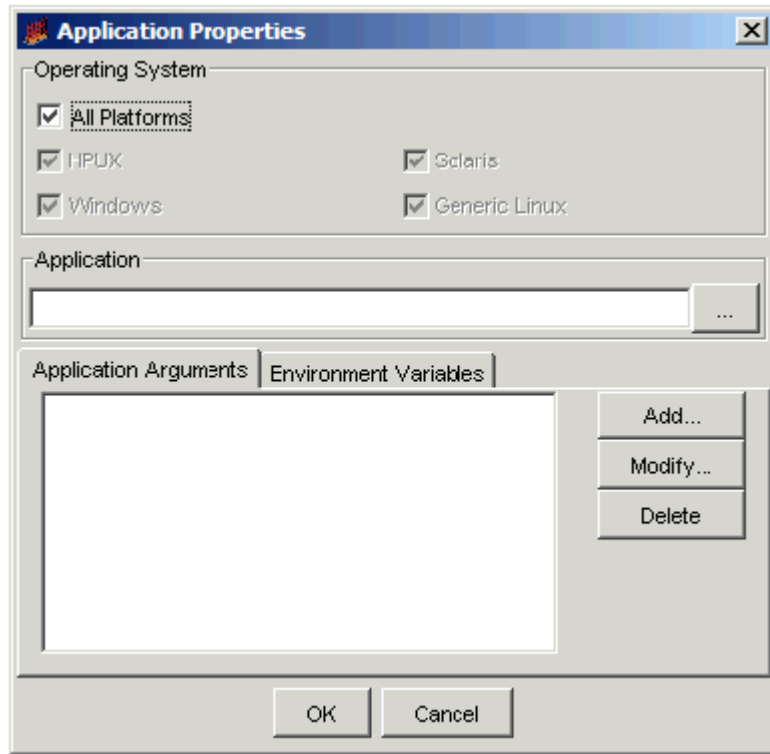 Application Properties
Operating System
All Platforms
HPUX Solaris
Windows Generic Linux
Application
...
Application Arguments Environment Variables
Add...
Modify...
Delete
OK Cancel